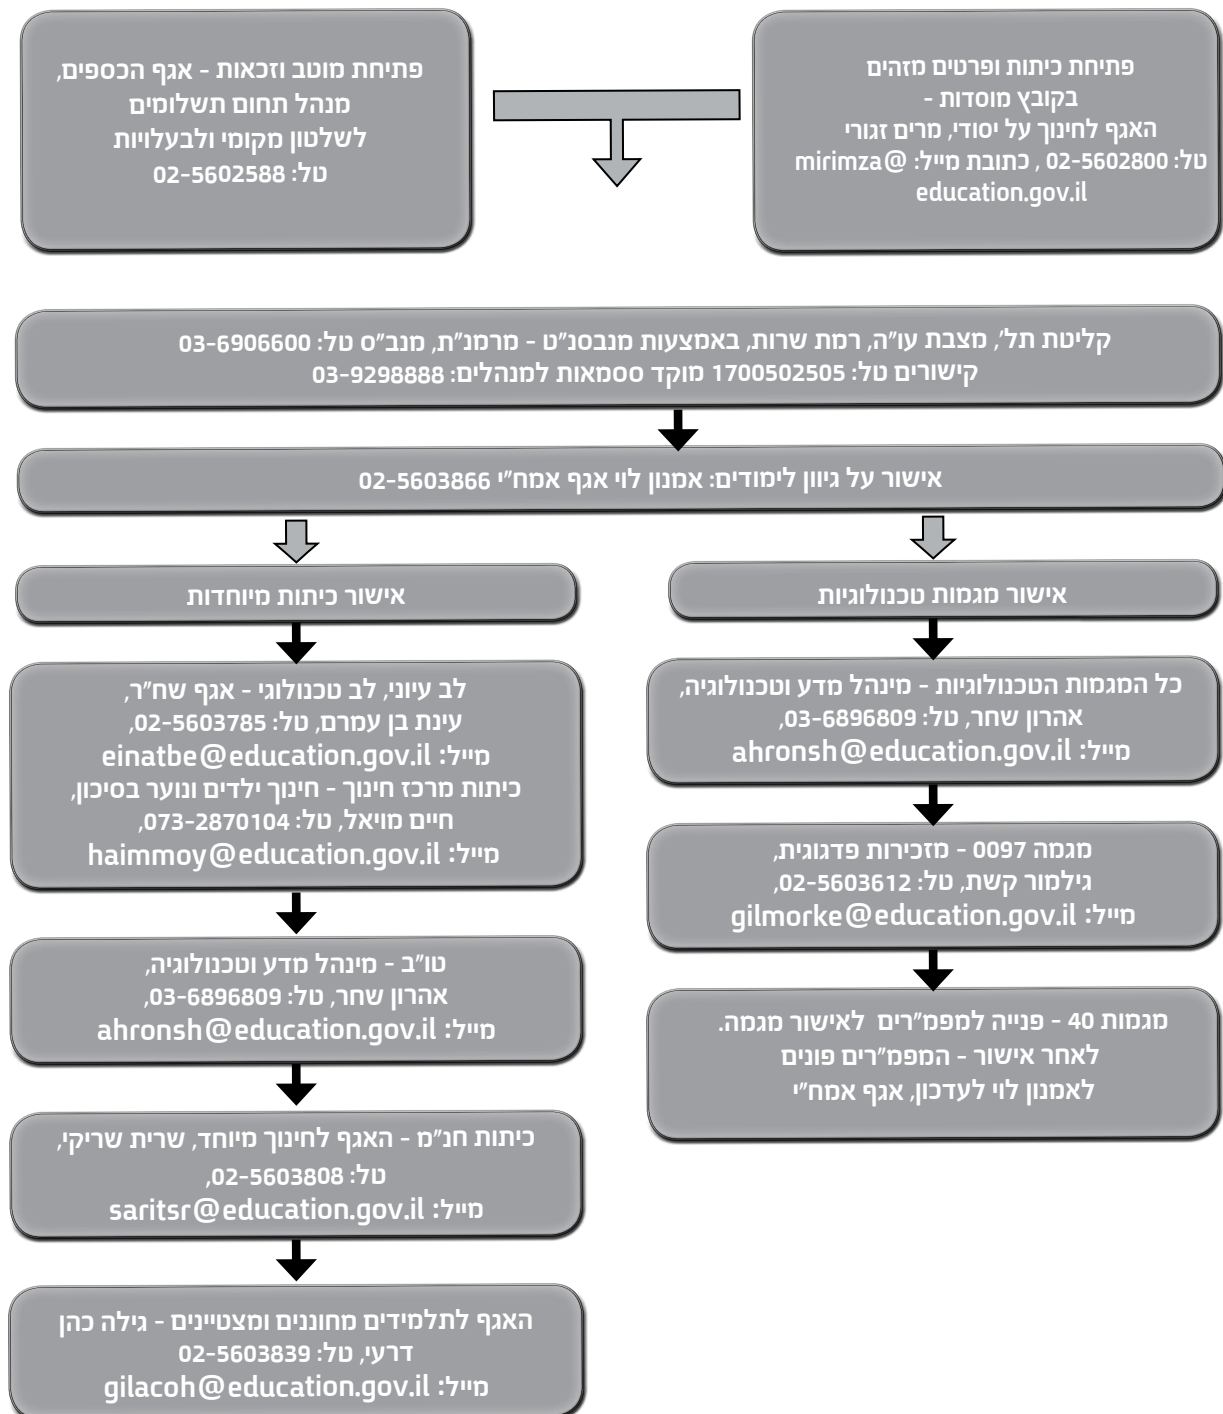 פתיחת כיתות ופרטים מזהים
בקובץ מוסדות -
האגף לחינוך על יסודי, מרים זגורי
טל: 02-5602800 , כתובת מייל: @mirimza
education.gov.il
פתיחת מוטב וזכאות - אגף הכספים,
מנהל תחום תשלומים
לשלטון מקומי ולבעלויות
טל: 02-5602588
קליטת תל', מצבת עו"ה, רמת שרות, באמצעות מנבסנ"ט - מרמנ"ת, מנב"ס טל: 03-6906600
קישורים טל: 1700502505 מוקד ססמאות למנהלים: 03-9298888
אישור על גיוון לימודים: אמנון לוי אגף אמח"י 02-5603866
אישור מגמות טכנולוגיות
כל המגמות הטכנולוגיות - מינהל מדע וטכנולוגיה,
אהרון שחר, טל: 03-6896809,
מייל: ahronsh@education.gov.il
מגמה 0097 - מזכירות פדגוגית,
גילמור קשת, טל: 02-5603612,
מייל: gilmorke@education.gov.il
מגמות 40 - פנייה למפמ"רים לאישור מגמה.
לאחר אישור - המפמ"רים פונים
לאמנון לוי לעדכון, אגף אמח"י
אישור כיתות מיוחדות
לב עיוני, לב טכנולוגי - אגף שח"ר,
עינת בן עמרם, טל: 02-5603785,
מייל: einatbe@education.gov.il
כיתות מרכז חינוך - חינוך ילדים ונוער בסיכון,
חיים מויאל, טל: 073-2870104,
מייל: haimmoy@education.gov.il
טו"ב - מינהל מדע וטכנולוגיה,
אהרון שחר, טל: 03-6896809,
מייל: ahronsh@education.gov.il
כיתות חנ"מ - האגף לחינוך מיוחד, שרית שריקי,
טל: 02-5603808,
מייל: saritsr@education.gov.il
האגף לתלמידים מחוננים ומצטיינים - גילה כהן
דרעי, טל: 02-5603839
מייל: gilacoh@education.gov.il